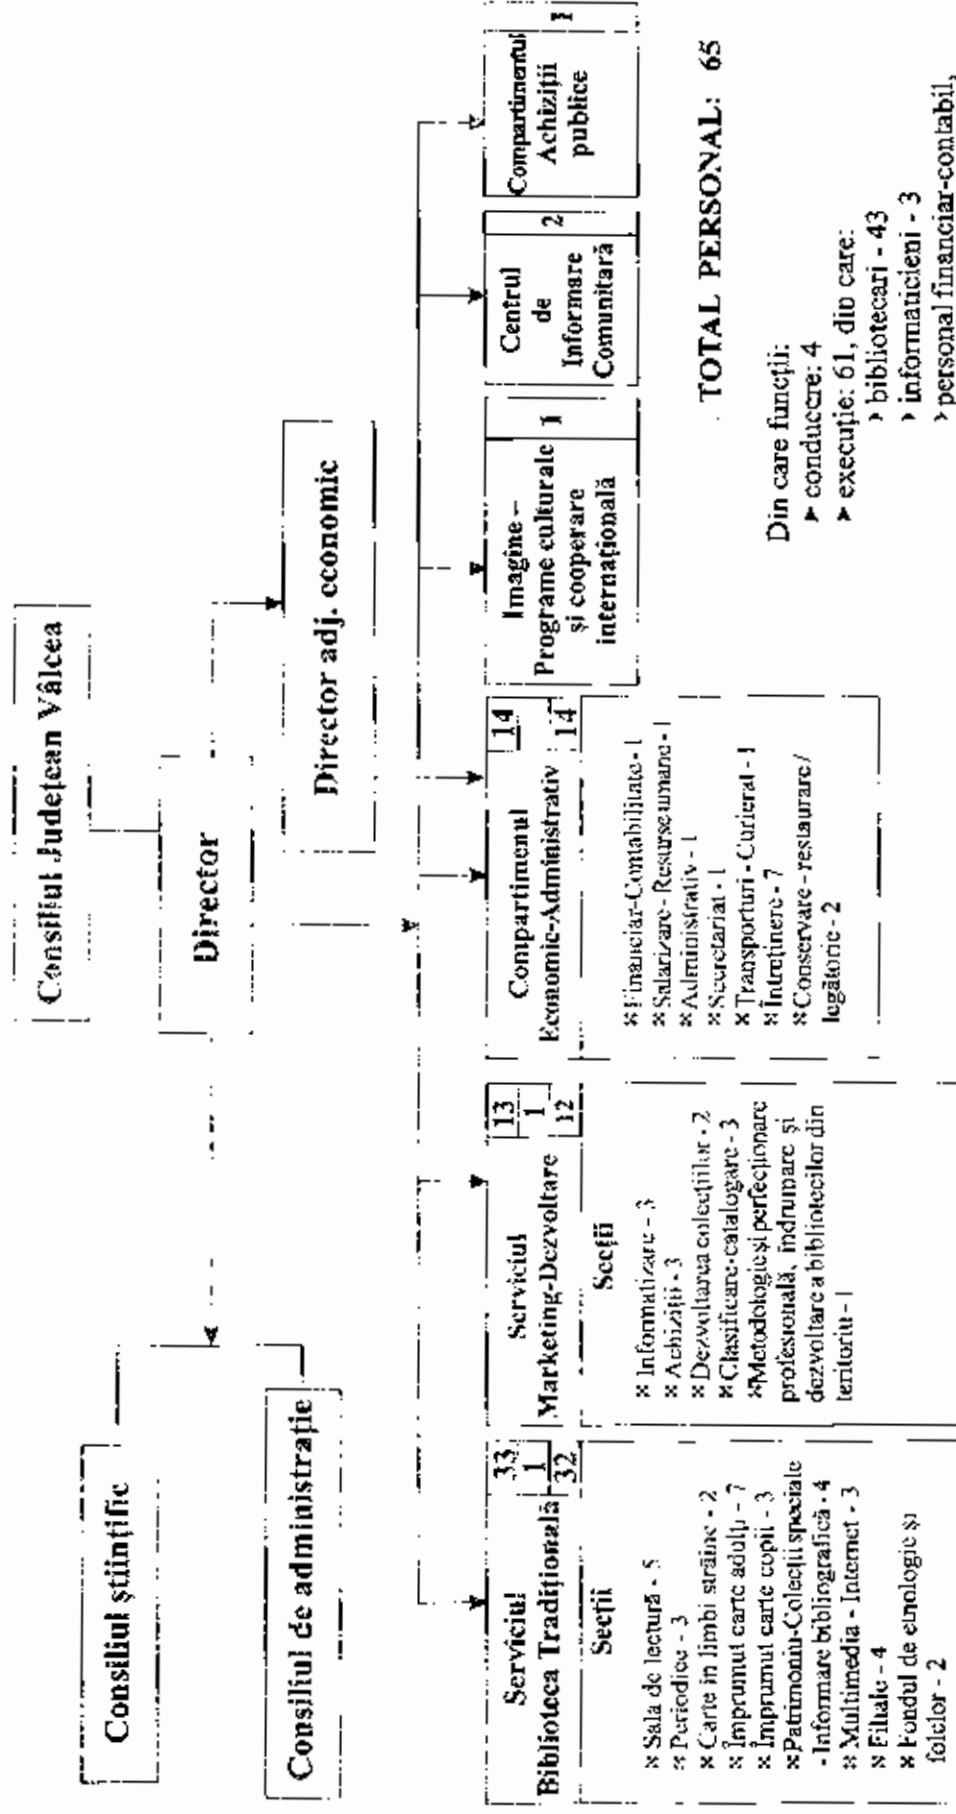 Consiliul Județean Vâlcea
Director
Director adj. economic
Consiliul științific
Consiliul de administrație
Serviciul
Biblioteca Tradițională
33
1
32
Secții
× Sala de lectură - 5
× Periodice - 3
× Carte în limbi străine - 2
× Împrumut carte adulți - 7
× Împrumut carte copii - 3
× Patrimoniu-Colecții speciale
- Informare bibliografică - 4
× Multimedia - Internet - 3
× Filiale - 4
× Fondul de etnologie și
folclor - 2
Serviciul
Marketing-Dezvoltare
13
1
12
Secții
× Informatizare - 3
× Achiziții - 3
× Dezvoltarea colecțiilor - 2
× Clasificare-catalogare - 3
× Metodologie și perfecționare
profesională, îndrumare și
dezvoltare a bibliotecilor din
teritoriu - 1
Compartimenul
Economic-Administrativ
14
14
× Financiar-Contabilitate - 1
× Salarizare - Resurse umane - 1
× Administrativ - 1
× Secretariat - 1
× Transporturi - Curierat - 1
× Întreținere - 7
× Conservare - restaurare /
legătorie - 2
Imagine –
Programe culturale
și cooperare
internațională
1
Centrul
de
Informare
Comunitară
2
Compartimentul
Achiziții
publice
1
TOTAL PERSONAL: 65
Din care funcții:
➤ conducere: 4
➤ execuție: 61, din care:
› bibliotecari - 43
› informaticieni - 3
› personal financiar-contabil,